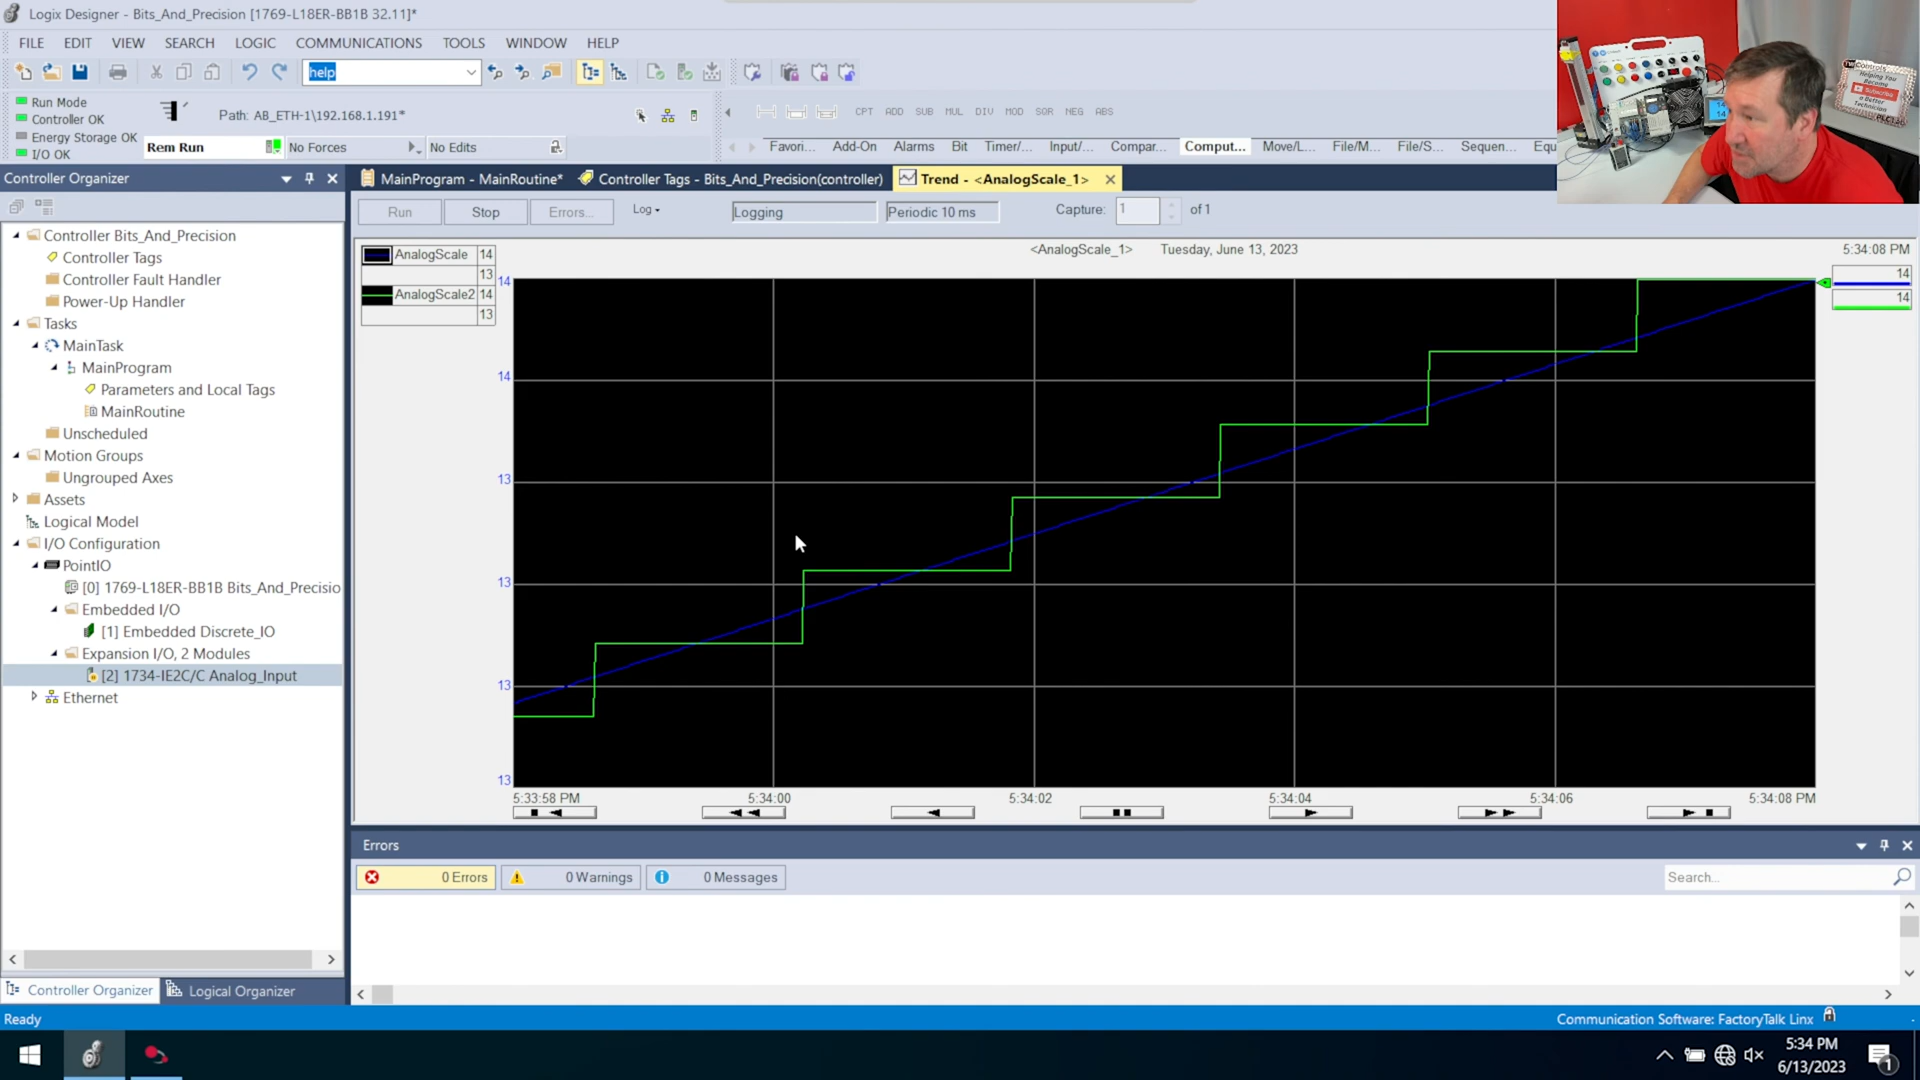 Logix Designer - Bits_And_Precision [1769-L18ER-BB1B 32.11]*
FILE EDIT VIEW SEARCH LOGIC COMMUNICATIONS TOOLS WINDOW HELP
help
Run Mode
Controller OK
Energy Storage OK
I/O OK
Path: AB_ETH-1\192.168.1.191*
Rem Run No Forces No Edits
CPT ADD SUB MUL DIV MOD SQR NEG ABS
Favori... Add-On Alarms Bit Timer/... Input/... Compar... Comput... Move/L... File/M... File/S... Sequen... Equ
Controls
Helping You
Become
a Better
Technician
Controller Organizer
MainProgram - MainRoutine*
Controller Tags - Bits_And_Precision(controller)
Trend - <AnalogScale_1>
Run Stop Errors... Log Logging Periodic 10 ms Capture: 1 of 1
Controller Bits_And_Precision
Controller Tags
Controller Fault Handler
Power-Up Handler
Tasks
MainTask
MainProgram
Parameters and Local Tags
MainRoutine
Unscheduled
Motion Groups
Ungrouped Axes
Assets
Logical Model
I/O Configuration
PointIO
[0] 1769-L18ER-BB1B Bits_And_Precisio
Embedded I/O
[1] Embedded Discrete_IO
Expansion I/O, 2 Modules
[2] 1734-IE2C/C Analog_Input
Ethernet
<AnalogScale_1> Tuesday, June 13, 2023 5:34:08 PM
AnalogScale 14
13
AnalogScale2 14
13
14
14
13
13
13
13
14
14
5:33:58 PM 5:34:00 5:34:02 5:34:04 5:34:06 5:34:08 PM
Errors
0 Errors 0 Warnings 0 Messages
Search...
Controller Organizer Logical Organizer
Ready
Communication Software: FactoryTalk Linx
5:34 PM
6/13/2023
1